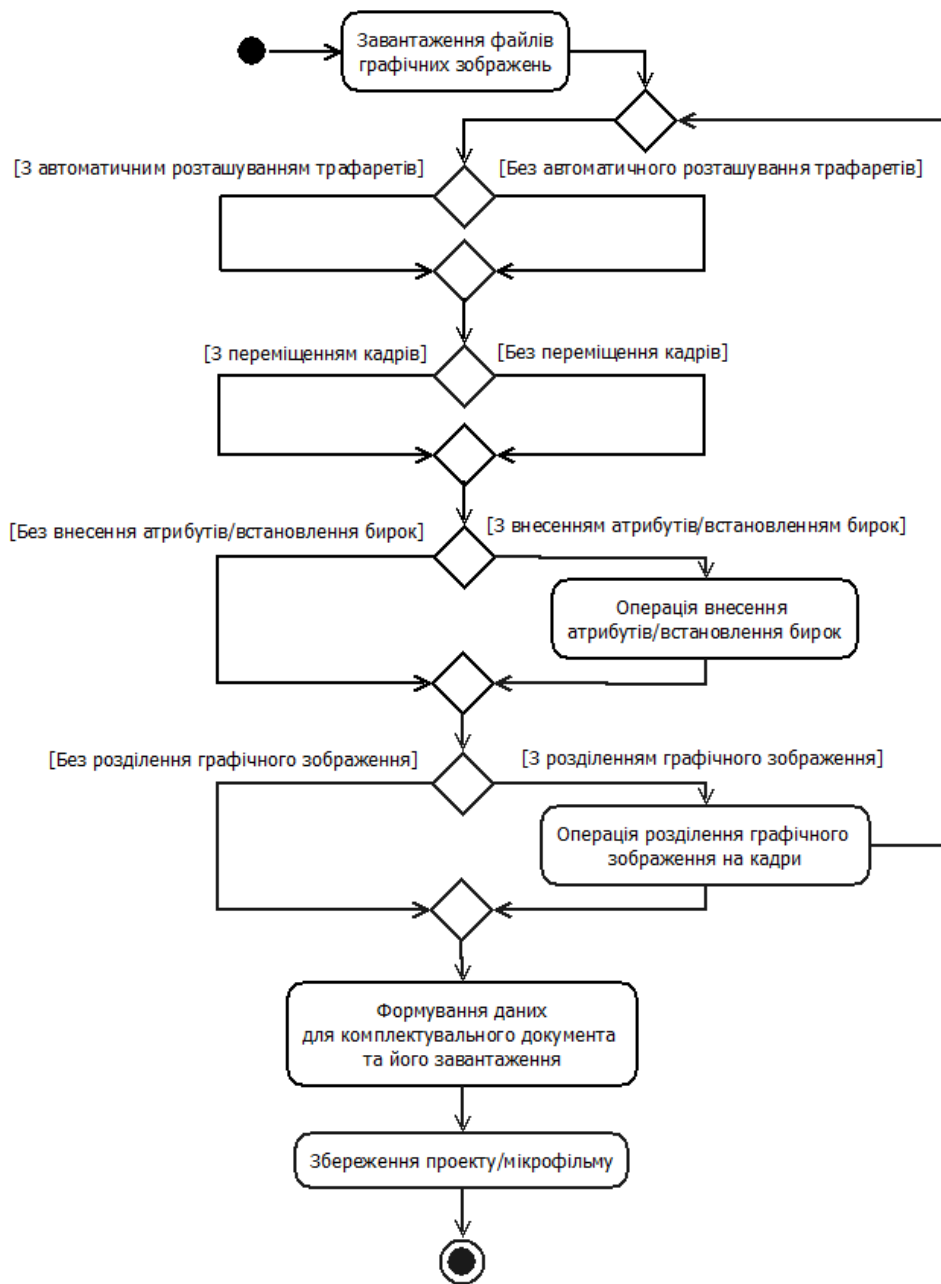 Завантаження файлів
графічних зображень
[З автоматичним розташуванням трафаретів]
[Без автоматичного розташування трафаретів]
[З переміщенням кадрів]
[Без переміщення кадрів]
[Без внесення атрибутів/встановлення бирок]
[З внесенням атрибутів/встановленням бирок]
Операція внесення
атрибутів/встановлення бирок
[Без розділення графічного зображення]
[З розділенням графічного зображення]
Операція розділення графічного
зображення на кадри
Формування даних
для комплектувального документа
та його завантаження
Збереження проекту/мікрофільму